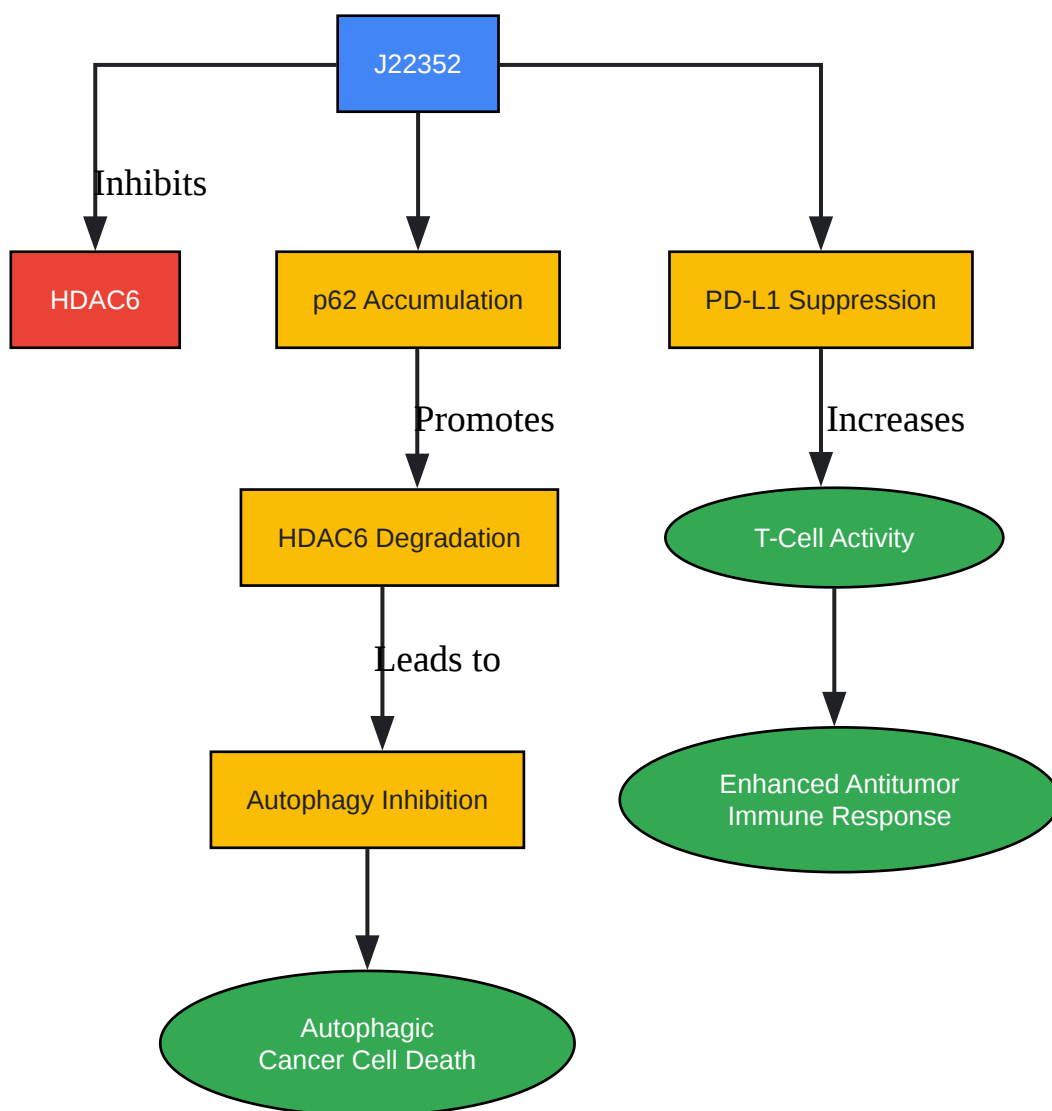 J22352
Inhibits
HDAC6
p62 Accumulation
PD-L1 Suppression
Promotes
Increases
HDAC6 Degradation
T-Cell Activity
Leads to
Autophagy Inhibition
Enhanced Antitumor
Immune Response
Autophagic
Cancer Cell Death